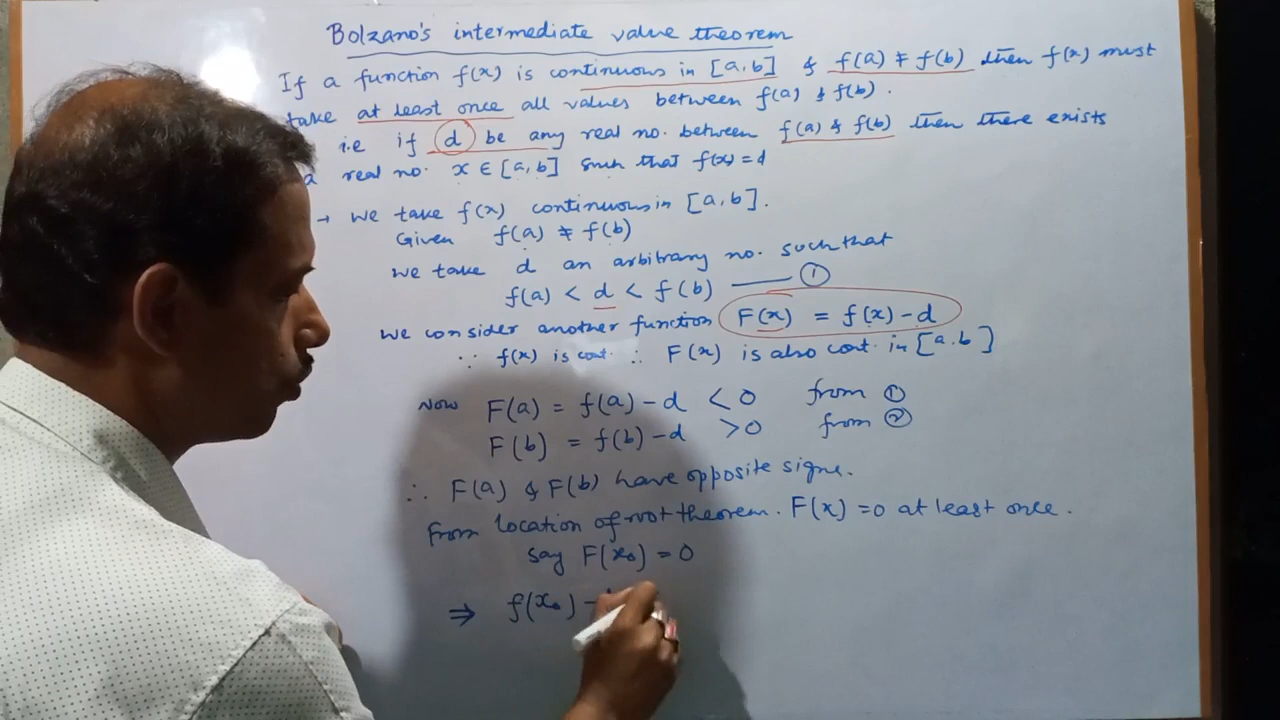 Bolzano's intermediate value theorem
If a function f(x) is continuous in [a,b] & f(a) ≠ f(b) then f(x) must
take at least once all values between f(a) & f(b).
i.e if d be any real no. between f(a) & f(b) then there exists
a real no. x ∈ [a,b] such that f(x) = d
→ We take f(x) continuous in [a,b].
Given f(a) ≠ f(b)
We take d an arbitrary no. such that
f(a) < d < f(b) —— ①
We consider another function F(x) = f(x) – d
∵ f(x) is cont. ∴ F(x) is also cont. in [a,b]
Now F(a) = f(a) – d < 0 from ①
F(b) = f(b) – d > 0 from ②
∴ F(a) & F(b) have opposite signs.
From location of root theorem. F(x) = 0 at least once.
say F(x₀) = 0
⇒ f(x₀) –